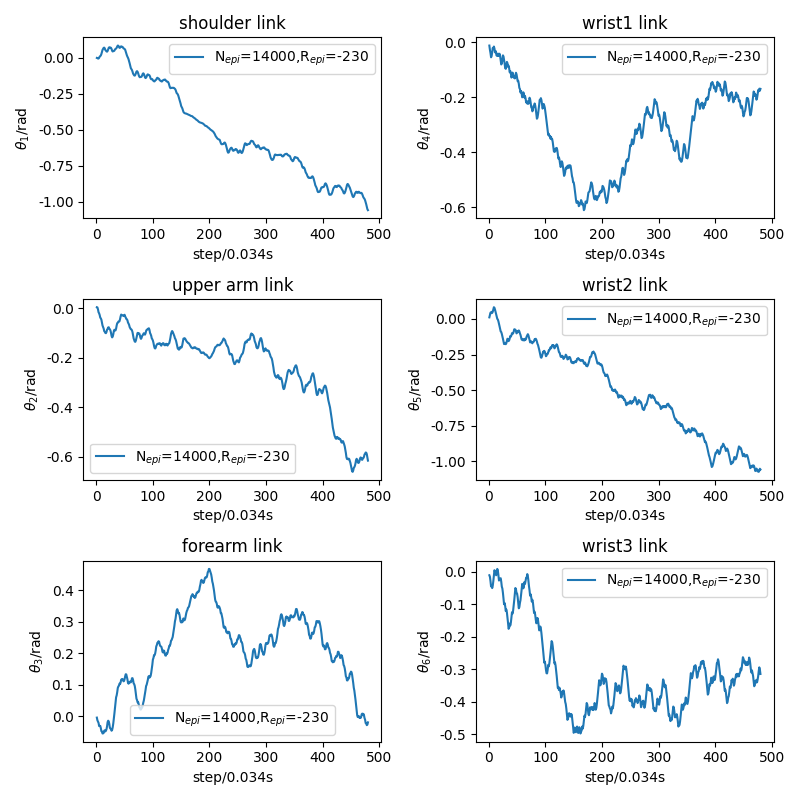 shoulder link
0.00
-0.25
-0.50
-0.75
-1.00
θ1/rad
N_epi=14000,R_epi=-230
0 100 200 300 400 500
step/0.034s
wrist1 link
0.0
-0.2
-0.4
-0.6
θ4/rad
N_epi=14000,R_epi=-230
0 100 200 300 400 500
step/0.034s
upper arm link
0.0
-0.2
-0.4
-0.6
θ2/rad
N_epi=14000,R_epi=-230
0 100 200 300 400 500
step/0.034s
wrist2 link
0.00
-0.25
-0.50
-0.75
-1.00
θ5/rad
N_epi=14000,R_epi=-230
0 100 200 300 400 500
step/0.034s
forearm link
0.4
0.3
0.2
0.1
0.0
θ3/rad
N_epi=14000,R_epi=-230
0 100 200 300 400 500
step/0.034s
wrist3 link
0.0
-0.1
-0.2
-0.3
-0.4
-0.5
θ6/rad
N_epi=14000,R_epi=-230
0 100 200 300 400 500
step/0.034s